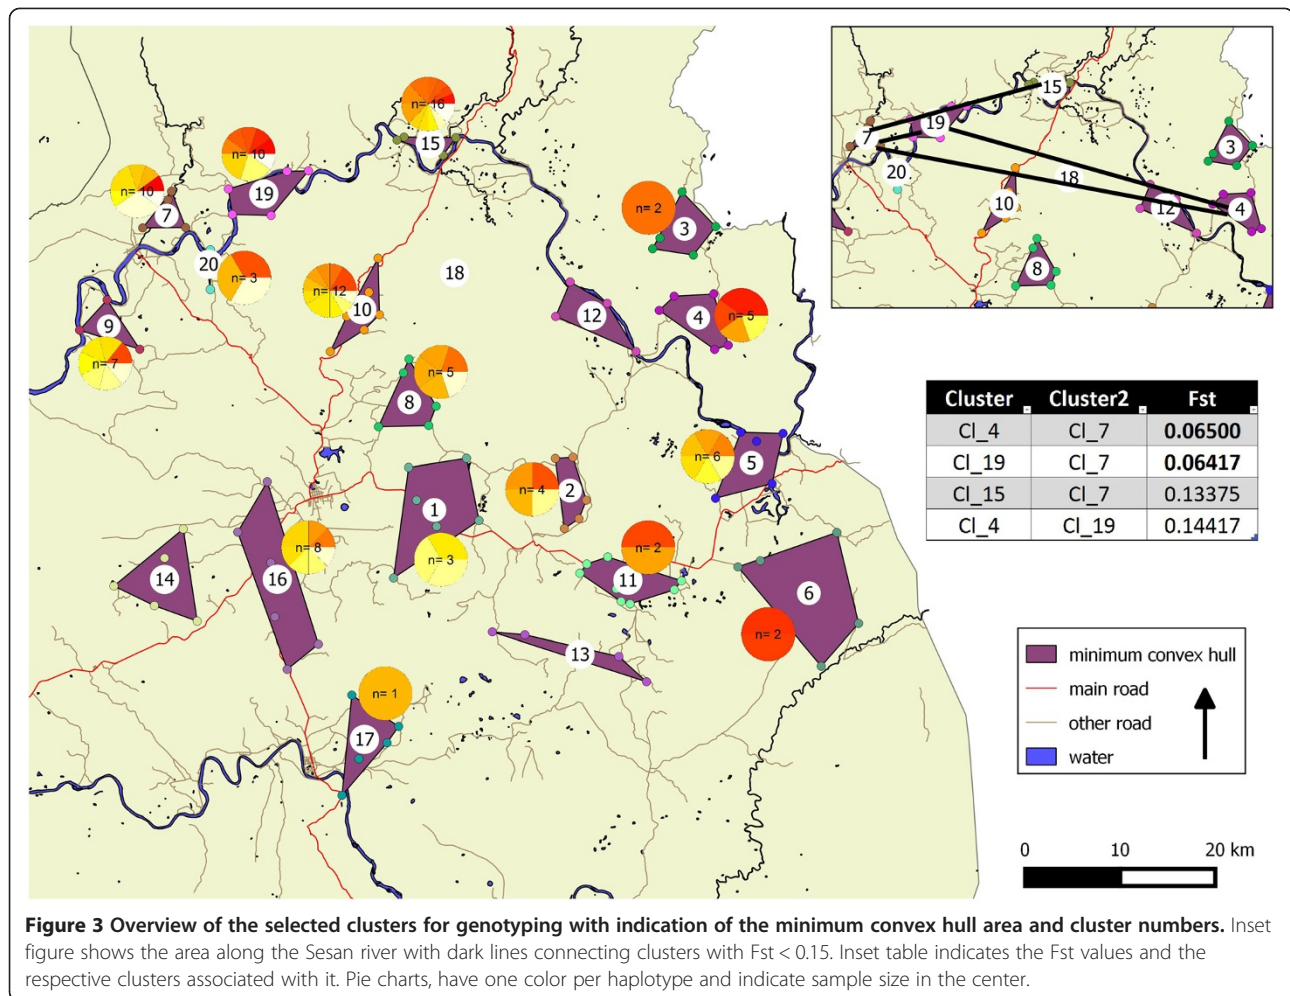 n= 16
15
n= 10
19
n= 10
7
20
n= 3
n= 2
3
18
n= 12
10
12
4
n= 5
9
n= 7
n= 5
8
n= 6
5
n= 4
2
1
n= 3
n= 8
16
14
n= 2
11
6
n= 2
13
n= 1
17
15
19
7
3
20
18
10
12
4
8
Cluster Cluster2 Fst
Cl_4 Cl_7 0.06500
Cl_19 Cl_7 0.06417
Cl_15 Cl_7 0.13375
Cl_4 Cl_19 0.14417
minimum convex hull
main road
other road
water
0 10 20 km
Figure 3 Overview of the selected clusters for genotyping with indication of the minimum convex hull area and cluster numbers. Inset
figure shows the area along the Sesan river with dark lines connecting clusters with Fst < 0.15. Inset table indicates the Fst values and the
respective clusters associated with it. Pie charts, have one color per haplotype and indicate sample size in the center.